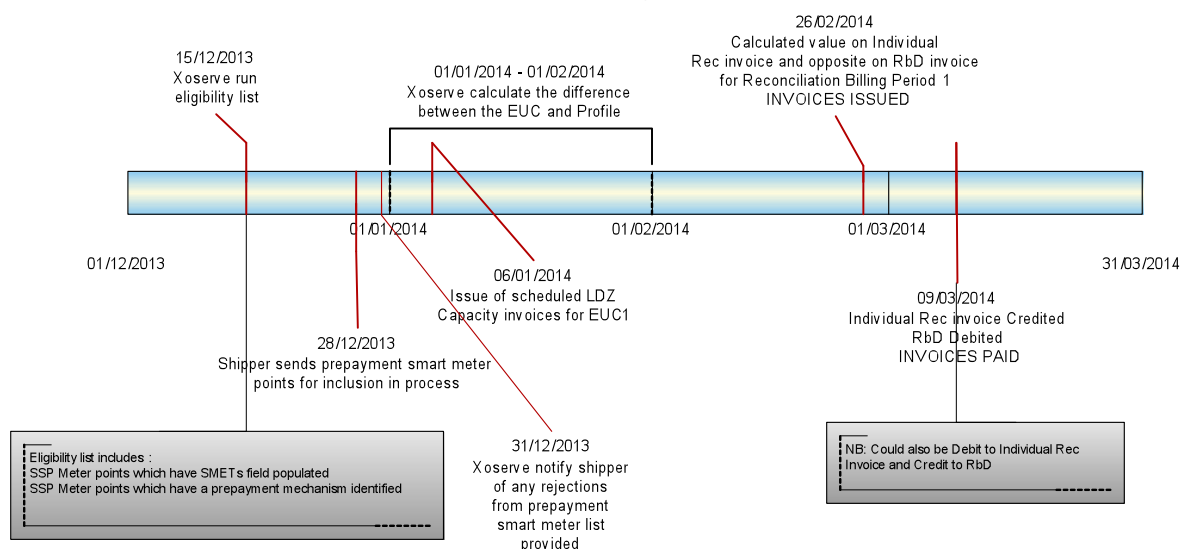 26/02/2014
Calculated value on Individual
Rec invoice and opposite on RbD invoice
for Reconciliation Billing Period 1
INVOICES ISSUED
15/12/2013
Xoserve run
eligibility list
01/01/2014 - 01/02/2014
Xoserve calculate the difference
between the EUC and Profile
01/01/2014
01/02/2014
01/03/2014
01/12/2013
31/03/2014
06/01/2014
Issue of scheduled LDZ
Capacity invoices for EUC1
09/03/2014
Individual Rec invoice Credited
RbD Debited
INVOICES PAID
28/12/2013
Shipper sends prepayment smart meter
points for inclusion in process
31/12/2013
Xoserve notify shipper
of any rejections
from prepayment
smart meter list
provided
Eligibility list includes :
SSP Meter points which have SMETs field populated
SSP Meter points which have a prepayment mechanism identified
NB: Could also be Debit to Individual Rec
Invoice and Credit to RbD